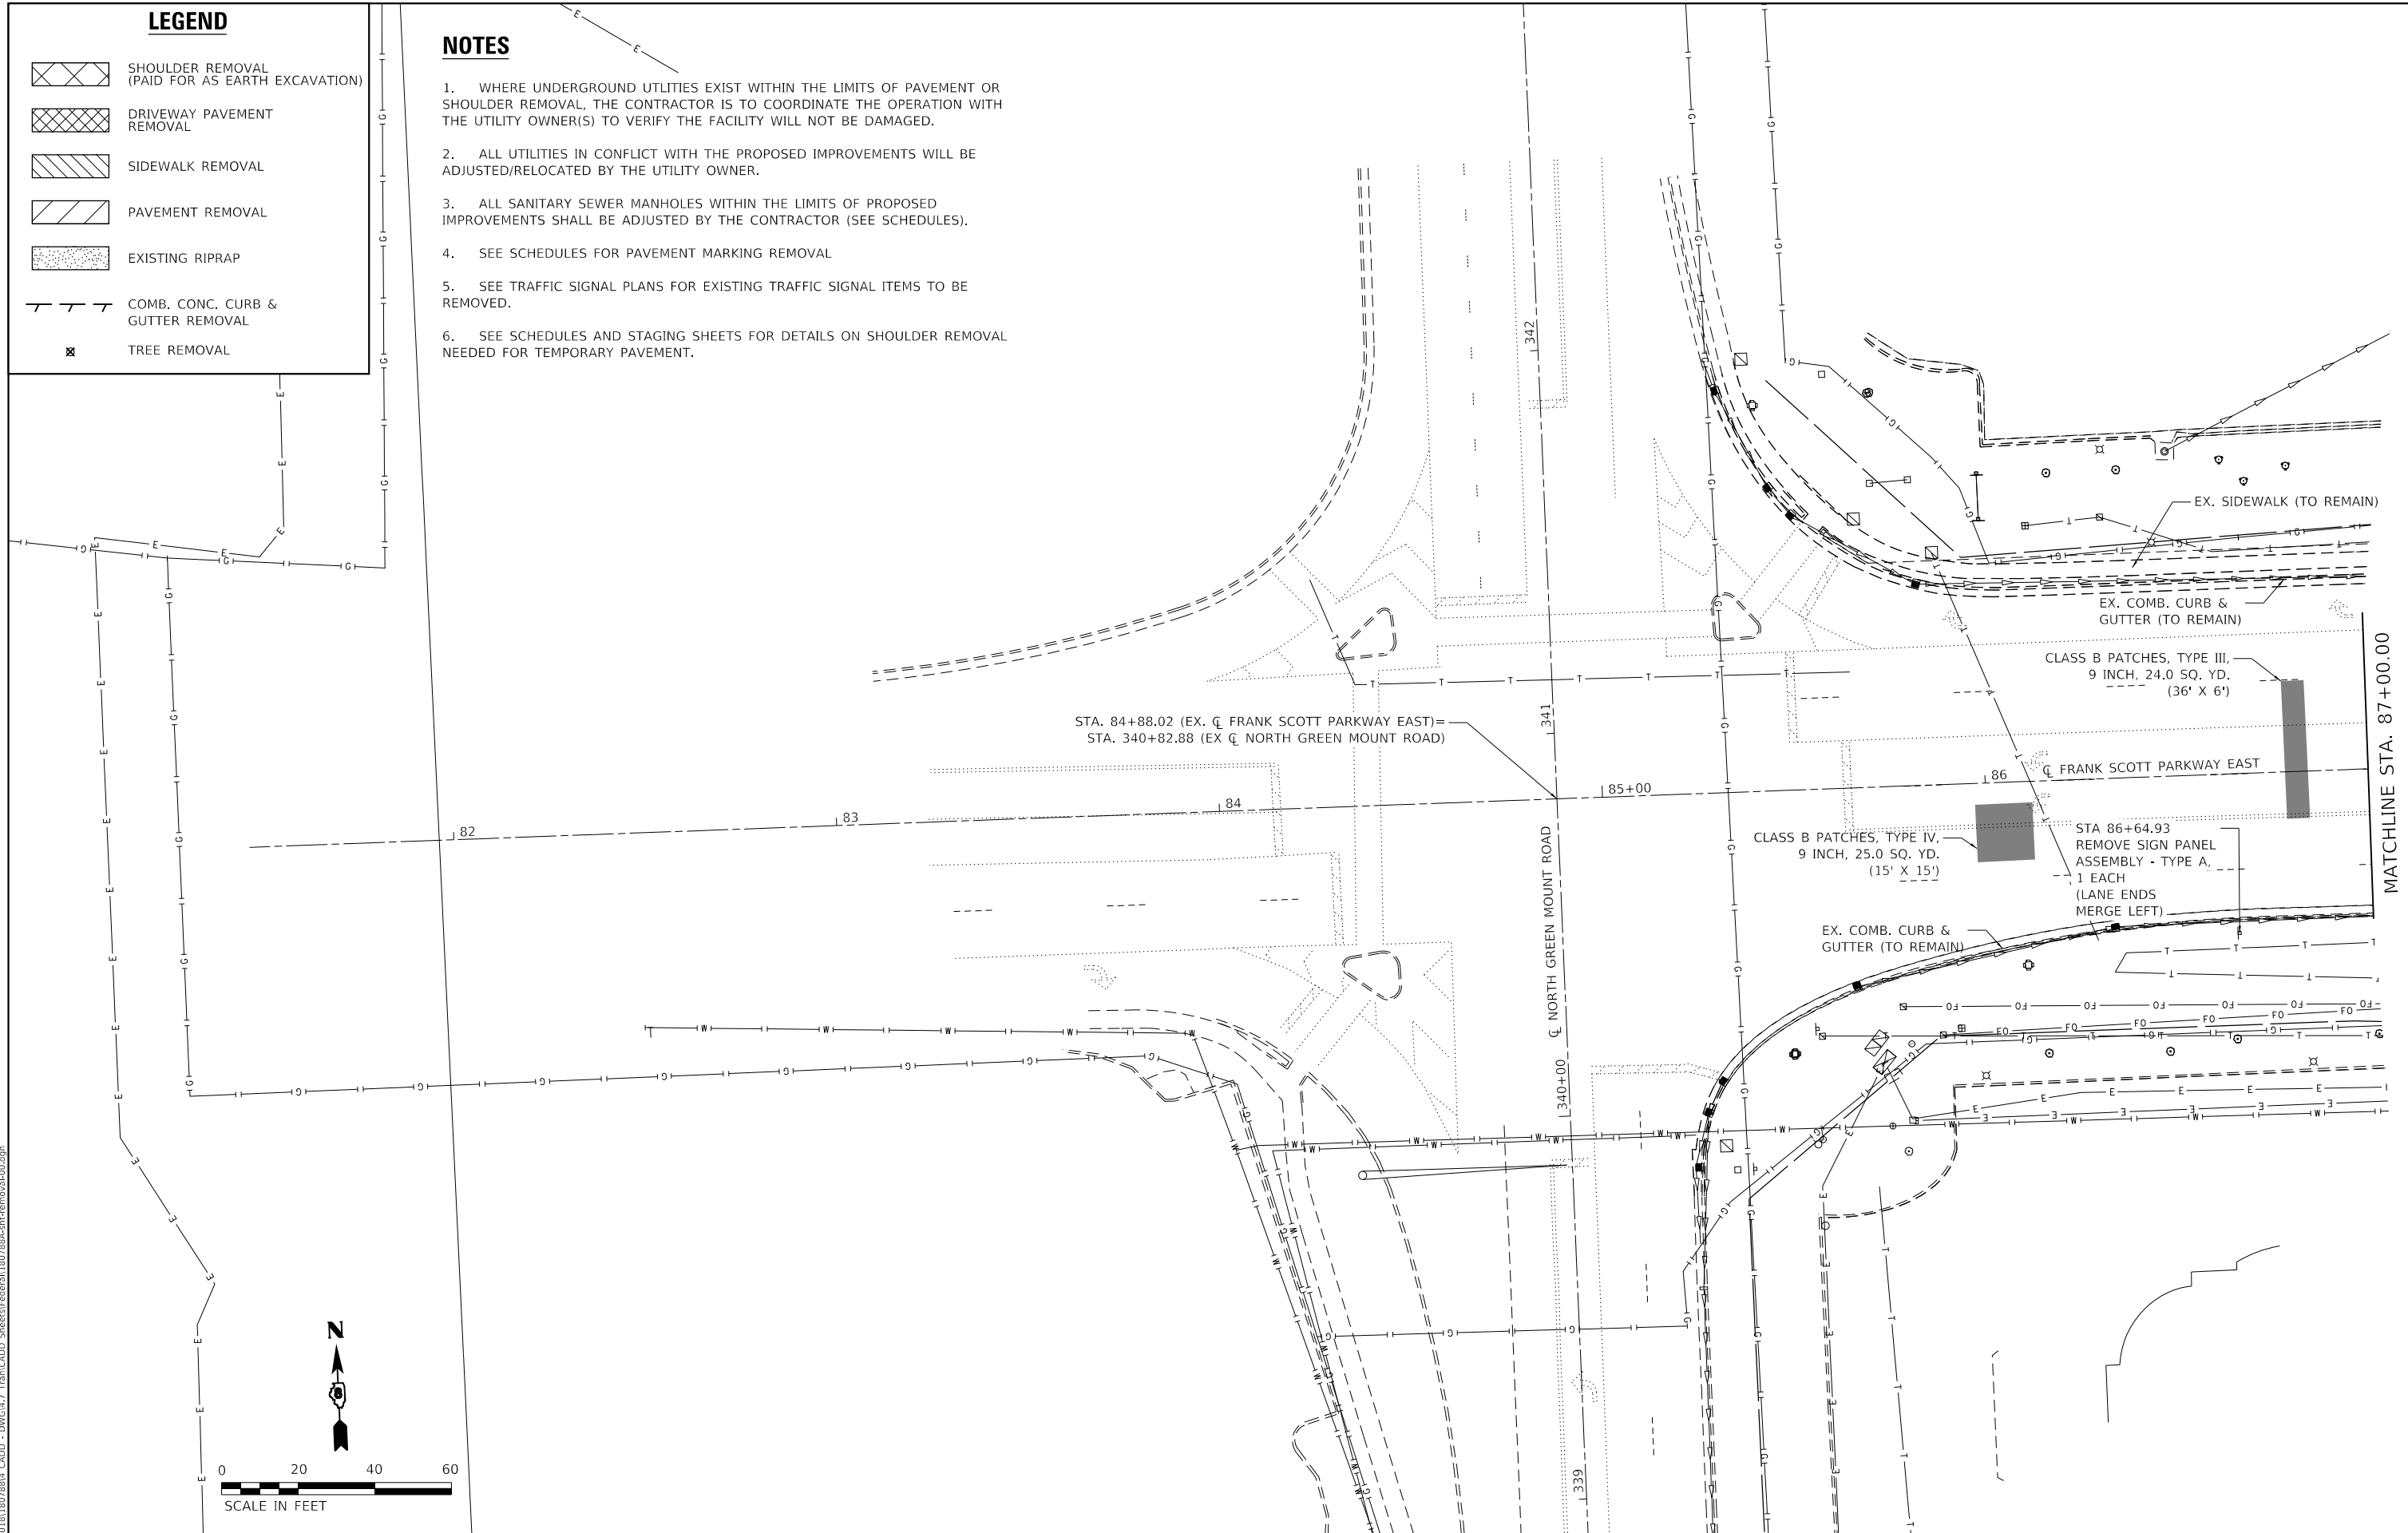 LEGEND
SHOULDER REMOVAL
(PAID FOR AS EARTH EXCAVATION)
DRIVEWAY PAVEMENT
REMOVAL
SIDEWALK REMOVAL
PAVEMENT REMOVAL
EXISTING RIPRAP
COMB. CONC. CURB &
GUTTER REMOVAL
TREE REMOVAL
NOTES
1. WHERE UNDERGROUND UTLITIES EXIST WITHIN THE LIMITS OF PAVEMENT OR
SHOULDER REMOVAL, THE CONTRACTOR IS TO COORDINATE THE OPERATION WITH
THE UTILITY OWNER(S) TO VERIFY THE FACILITY WILL NOT BE DAMAGED.
2. ALL UTILITIES IN CONFLICT WITH THE PROPOSED IMPROVEMENTS WILL BE
ADJUSTED/RELOCATED BY THE UTILITY OWNER.
3. ALL SANITARY SEWER MANHOLES WITHIN THE LIMITS OF PROPOSED
IMPROVEMENTS SHALL BE ADJUSTED BY THE CONTRACTOR (SEE SCHEDULES).
4. SEE SCHEDULES FOR PAVEMENT MARKING REMOVAL
5. SEE TRAFFIC SIGNAL PLANS FOR EXISTING TRAFFIC SIGNAL ITEMS TO BE
REMOVED.
6. SEE SCHEDULES AND STAGING SHEETS FOR DETAILS ON SHOULDER REMOVAL
NEEDED FOR TEMPORARY PAVEMENT.
342
EX. SIDEWALK (TO REMAIN)
EX. COMB. CURB &
GUTTER (TO REMAIN)
CLASS B PATCHES, TYPE III,
9 INCH, 24.0 SQ. YD.
(36' X 6')
MATCHLINE STA. 87+00.00
341
STA. 84+88.02 (EX. ℄ FRANK SCOTT PARKWAY EAST)=
STA. 340+82.88 (EX ℄ NORTH GREEN MOUNT ROAD)
82
83
84
85+00
86
℄ FRANK SCOTT PARKWAY EAST
CLASS B PATCHES, TYPE IV,
9 INCH, 25.0 SQ. YD.
(15' X 15')
STA 86+64.93
REMOVE SIGN PANEL
ASSEMBLY - TYPE A,
1 EACH
(LANE ENDS
MERGE LEFT)
EX. COMB. CURB &
GUTTER (TO REMAIN)
℄ NORTH GREEN MOUNT ROAD
340+00
339
N
0 20 40 60
SCALE IN FEET